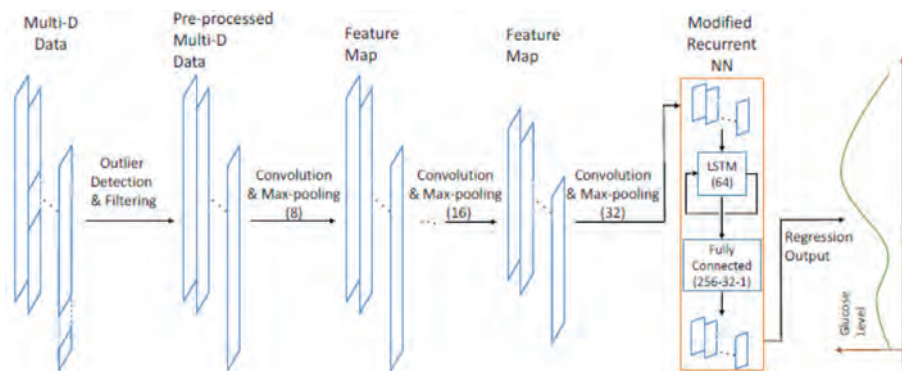 Multi-D
Data
Pre-processed
Multi-D
Data
Feature
Map
Feature
Map
Modified
Recurrent
NN
Outlier
Detection
& Filtering
Convolution
& Max-pooling
(8)
Convolution
& Max-pooling
(16)
Convolution
& Max-pooling
(32)
LSTM
(64)
Fully
Connected
(256-32-1)
Regression
Output
Glucose
Level